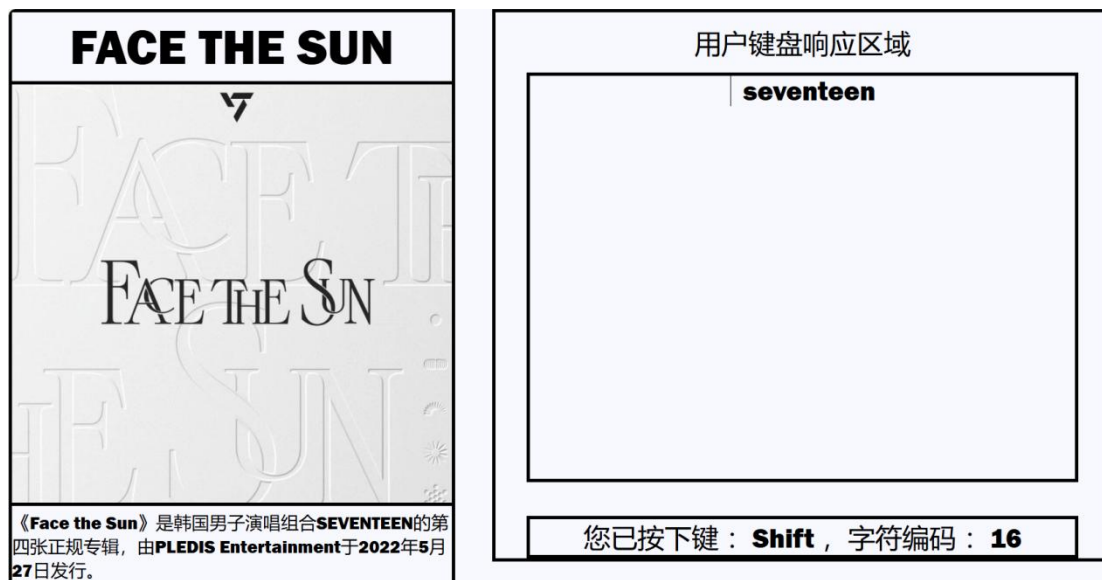 FACE THE SUN
FACE THE SUN
《Face the Sun》是韩国男子演唱组合SEVENTEEN的第
四张正规专辑，由PLEDIS Entertainment于2022年5月
27日发行。
用户键盘响应区域
seventeen
您已按下键 ： Shift ， 字符编码 ： 16